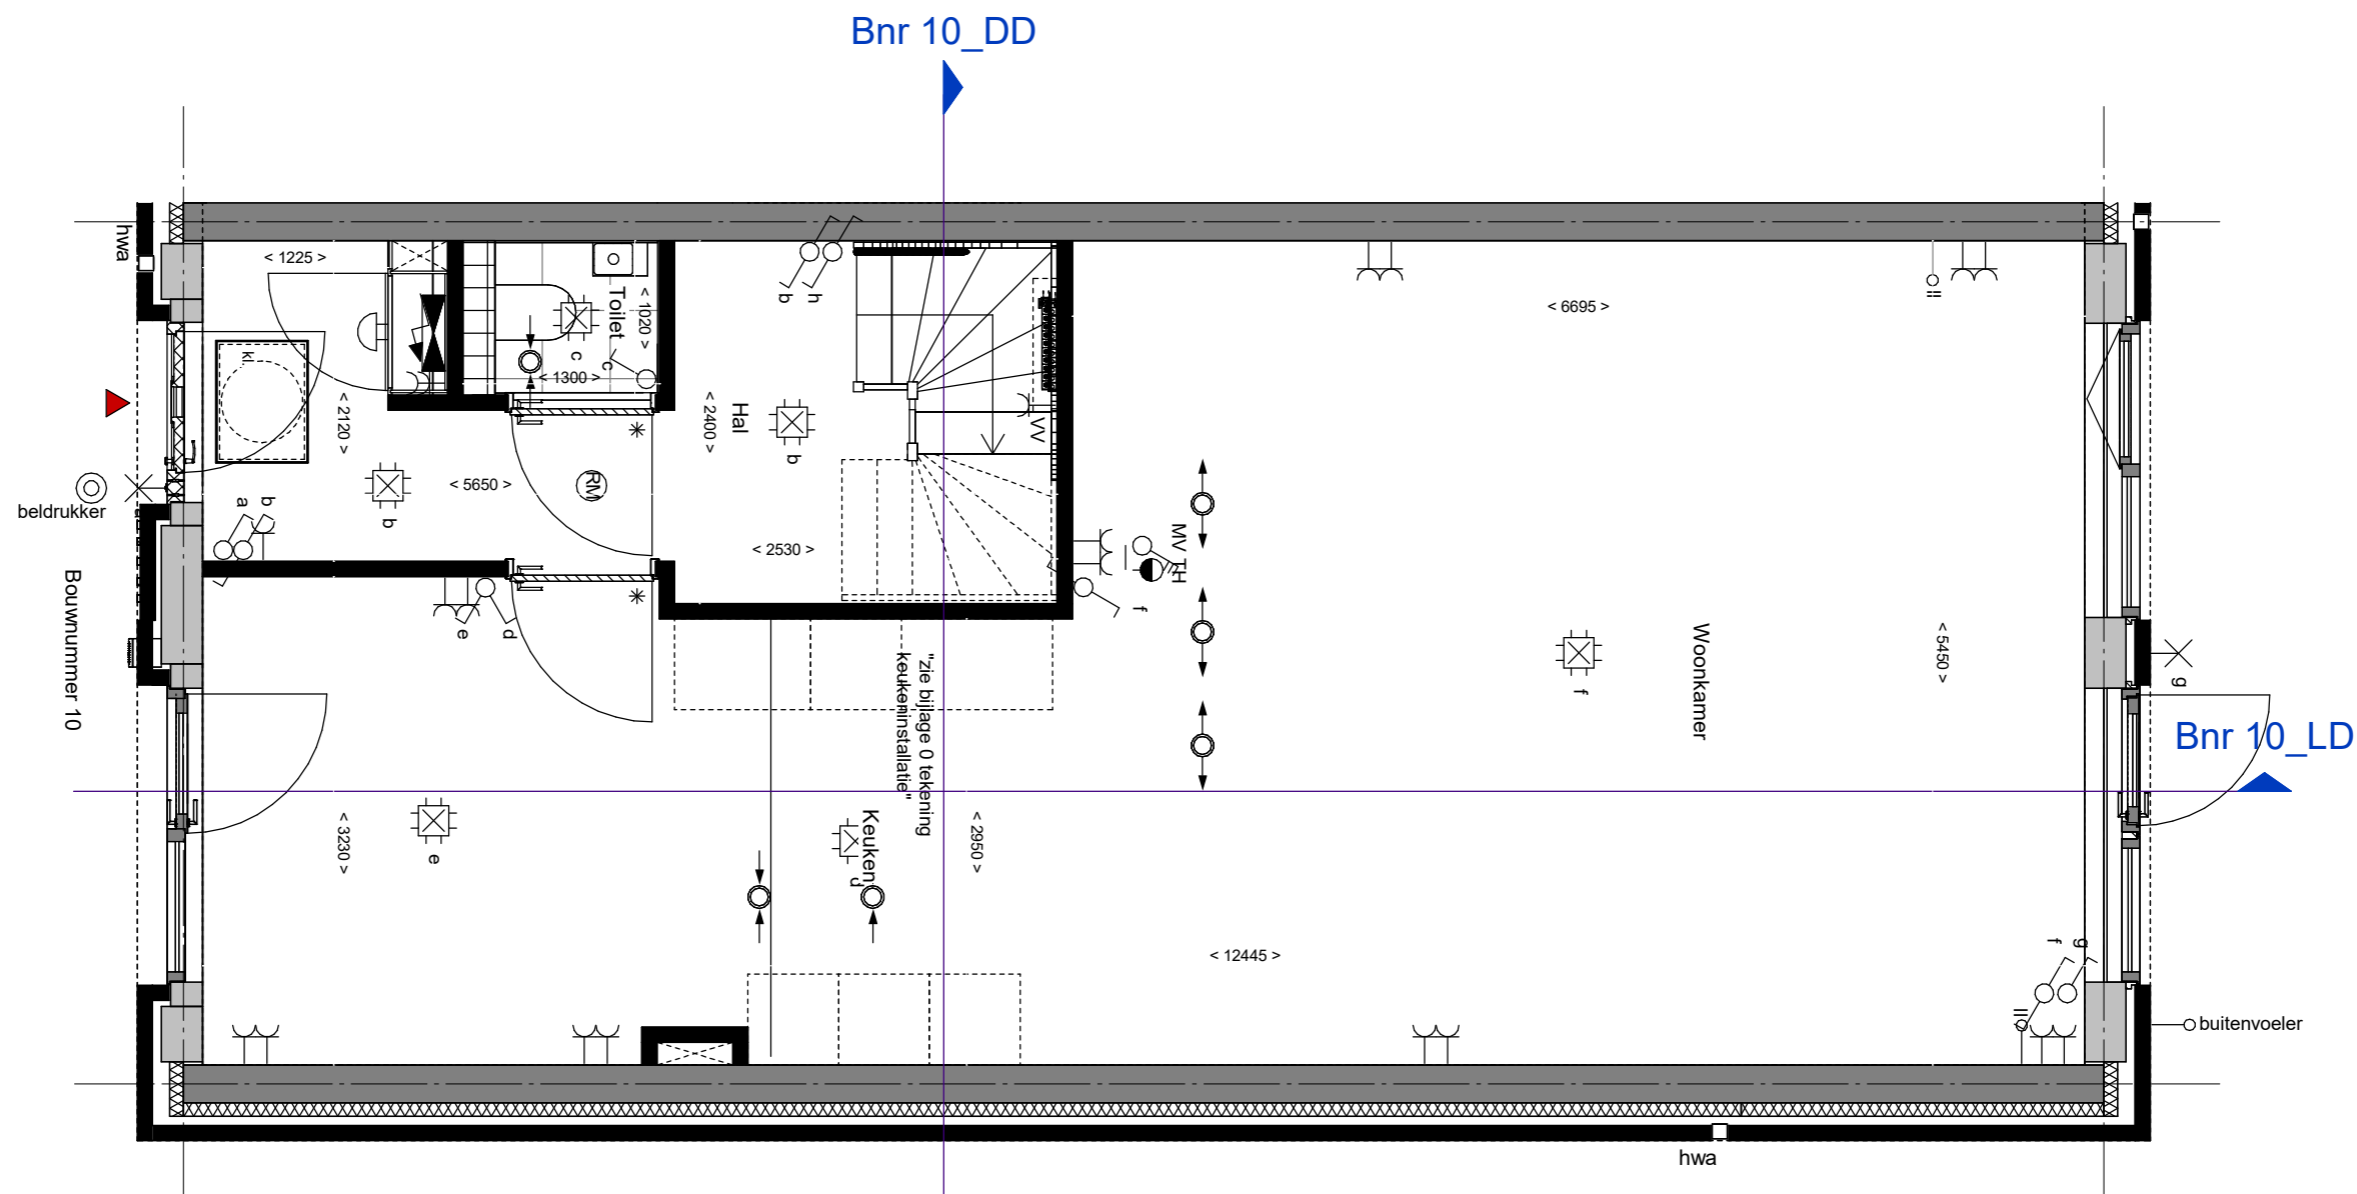 Bnr 10_DD
hwa
< 1225 >
Toilet
< 1020 >
b
h
< 6695 >
kl
c
c
< 1300 >
< 2120 >
< 2400 >
Hal
b
VV
< 5650 >
RM
beldrukker
a
b
b
< 2530 >
MV TH
f
Bouwnummer 10
e
d
"zie bijlage 0 tekening
keukeninstallatie"
f
Woonkamer
< 5450 >
g
Bnr 10_LD
< 3230 >
e
Keuken
d
< 2950 >
< 12445 >
f
g
buitenvoeler
hwa